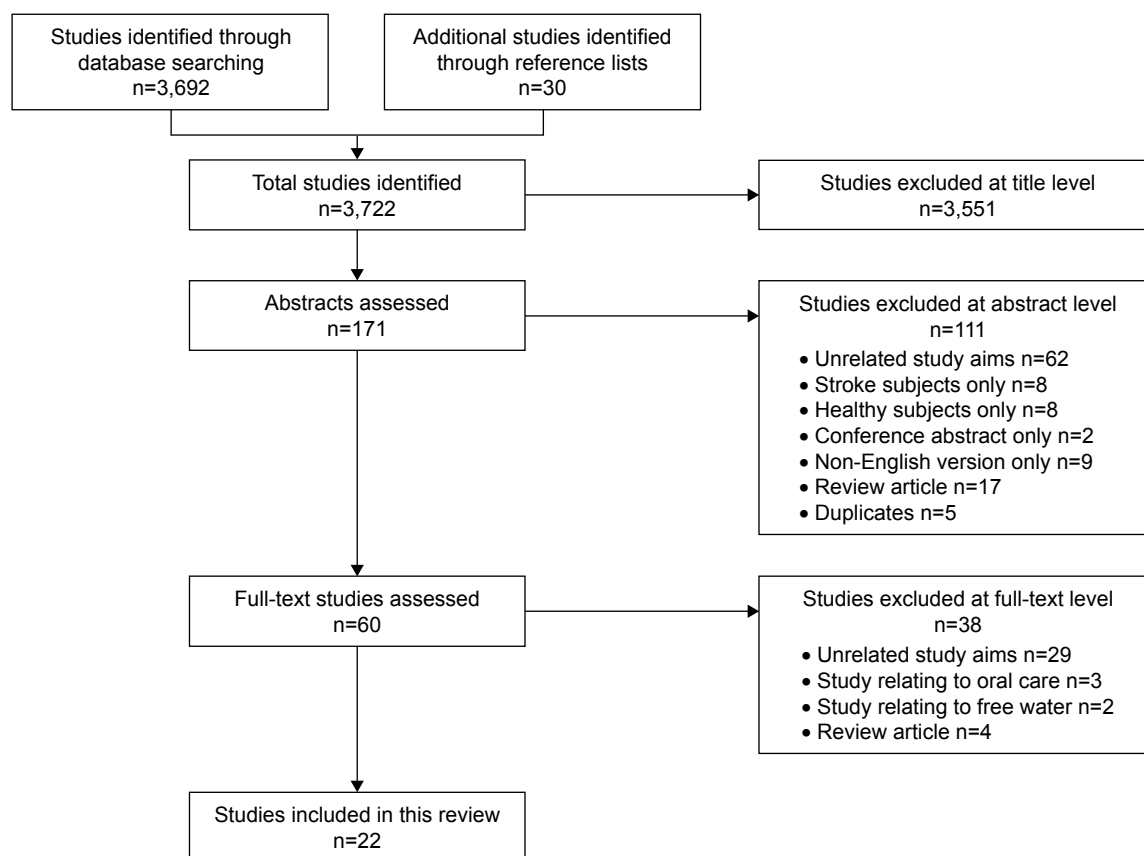 Studies identified through
database searching
n=3,692
Additional studies identified
through reference lists
n=30
Total studies identified
n=3,722
Studies excluded at title level
n=3,551
Abstracts assessed
n=171
Studies excluded at abstract level
n=111
• Unrelated study aims n=62
• Stroke subjects only n=8
• Healthy subjects only n=8
• Conference abstract only n=2
• Non-English version only n=9
• Review article n=17
• Duplicates n=5
Full-text studies assessed
n=60
Studies excluded at full-text level
n=38
• Unrelated study aims n=29
• Study relating to oral care n=3
• Study relating to free water n=2
• Review article n=4
Studies included in this review
n=22